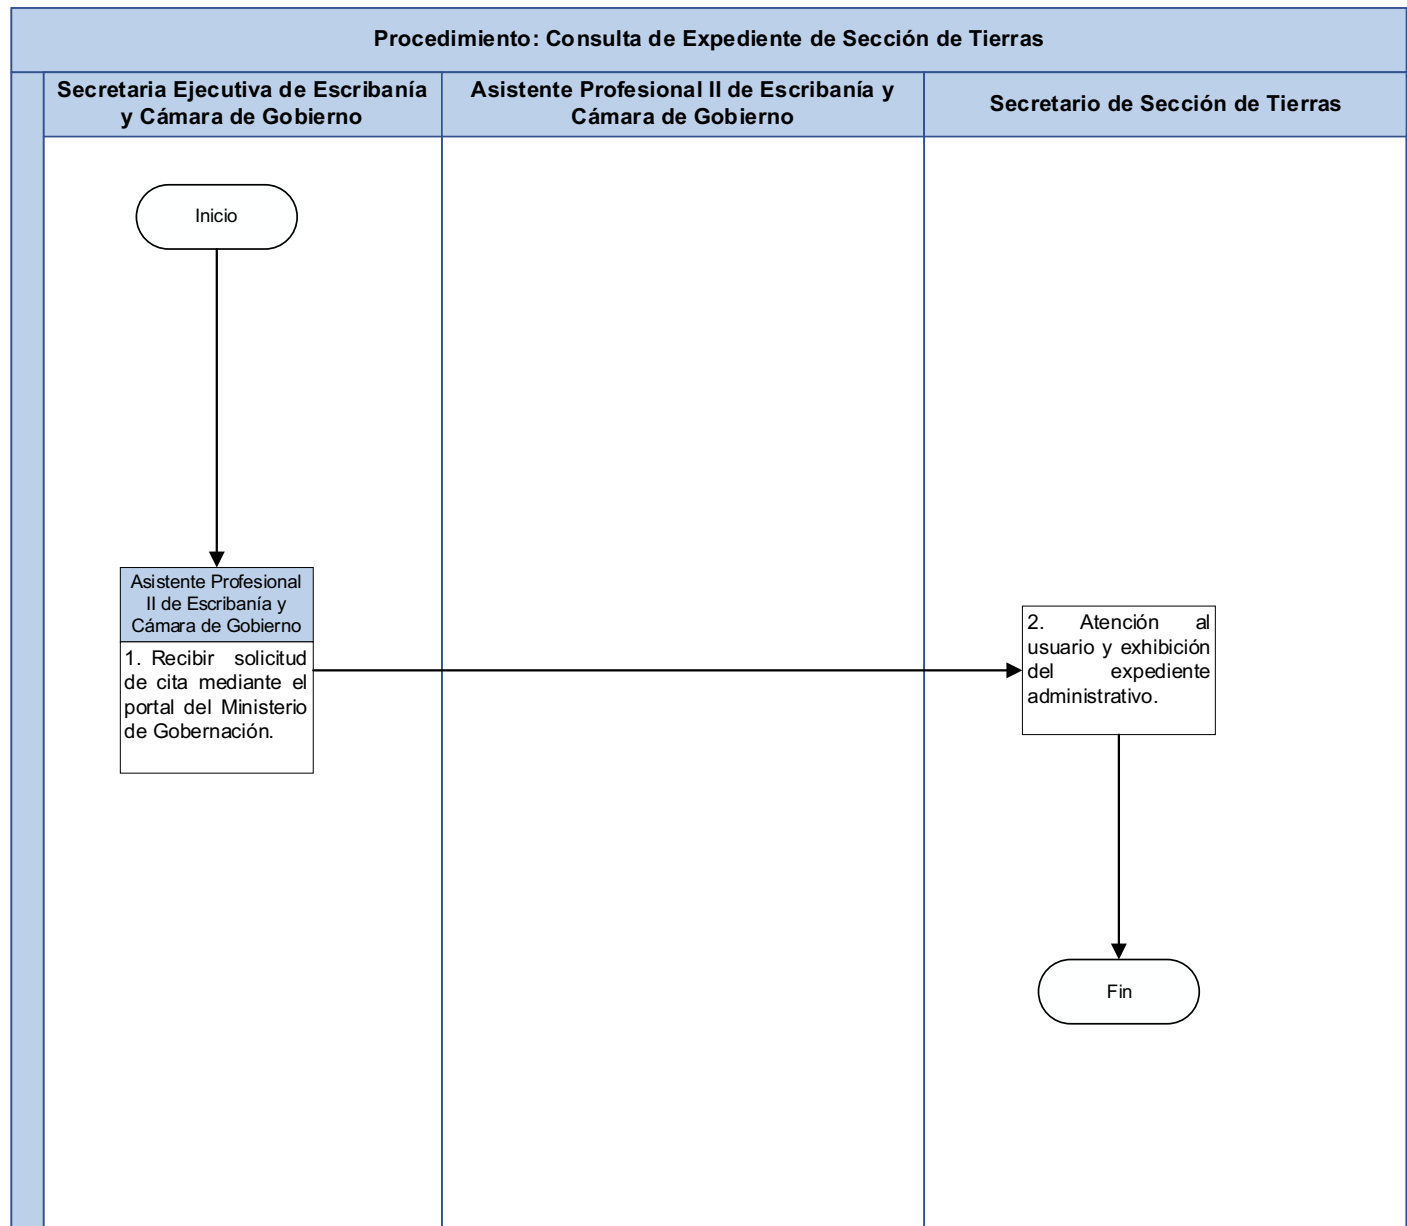 Procedimiento: Consulta de Expediente de Sección de Tierras
Secretaria Ejecutiva de Escribanía
y Cámara de Gobierno
Asistente Profesional II de Escribanía y
Cámara de Gobierno
Secretario de Sección de Tierras
Inicio
Asistente Profesional
II de Escribanía y
Cámara de Gobierno
1. Recibir solicitud
de cita mediante el
portal del Ministerio
de Gobernación.
2. Atención al
usuario y exhibición
del expediente
administrativo.
Fin